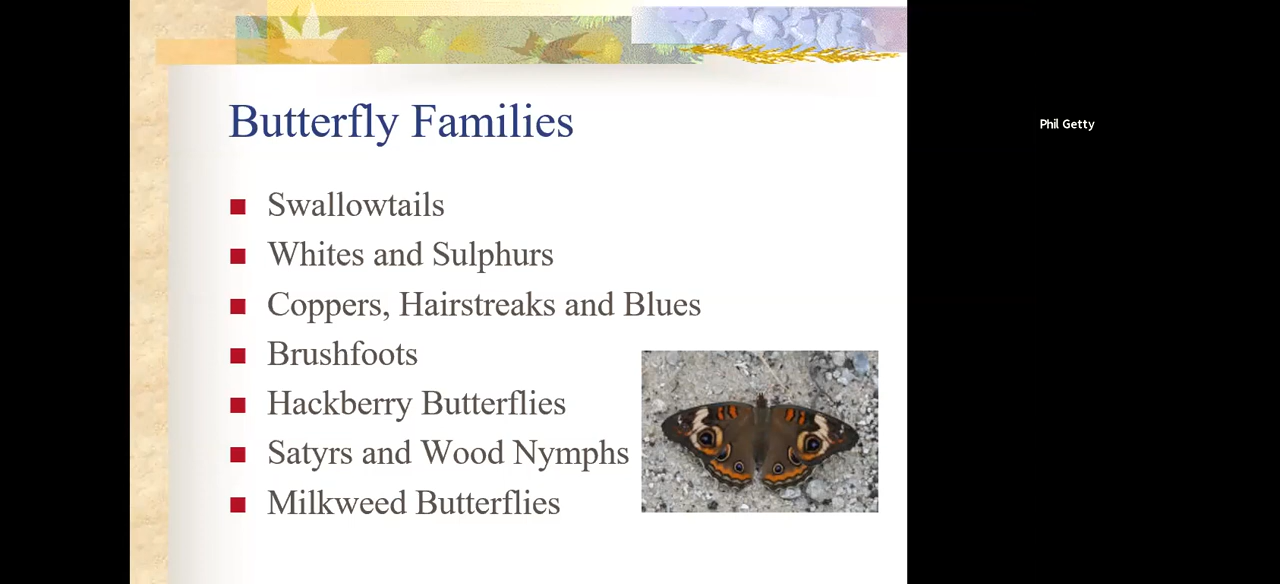 Butterfly Families
Swallowtails
Whites and Sulphurs
Coppers, Hairstreaks and Blues
Brushfoots
Hackberry Butterflies
Satyrs and Wood Nymphs
Milkweed Butterflies
Phil Getty